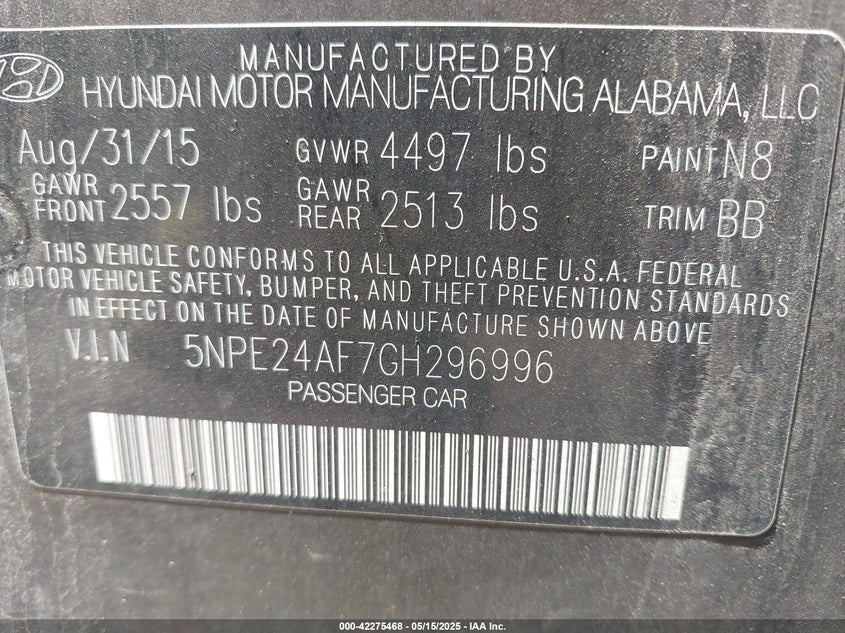 MANUFACTURED BY
HYUNDAI MOTOR MANUFACTURING ALABAMA, LLC
Aug/31/15 GVWR 4497 lbs PAINT N8
GAWR FRONT 2557 lbs GAWR REAR 2513 lbs TRIM BB
THIS VEHICLE CONFORMS TO ALL APPLICABLE U.S.A. FEDERAL
MOTOR VEHICLE SAFETY, BUMPER, AND THEFT PREVENTION STANDARDS
IN EFFECT ON THE DATE OF MANUFACTURE SHOWN ABOVE
V.I.N 5NPE24AF7GH296996
PASSENGER CAR
000-42275468 - 05/15/2025 - IAA Inc.